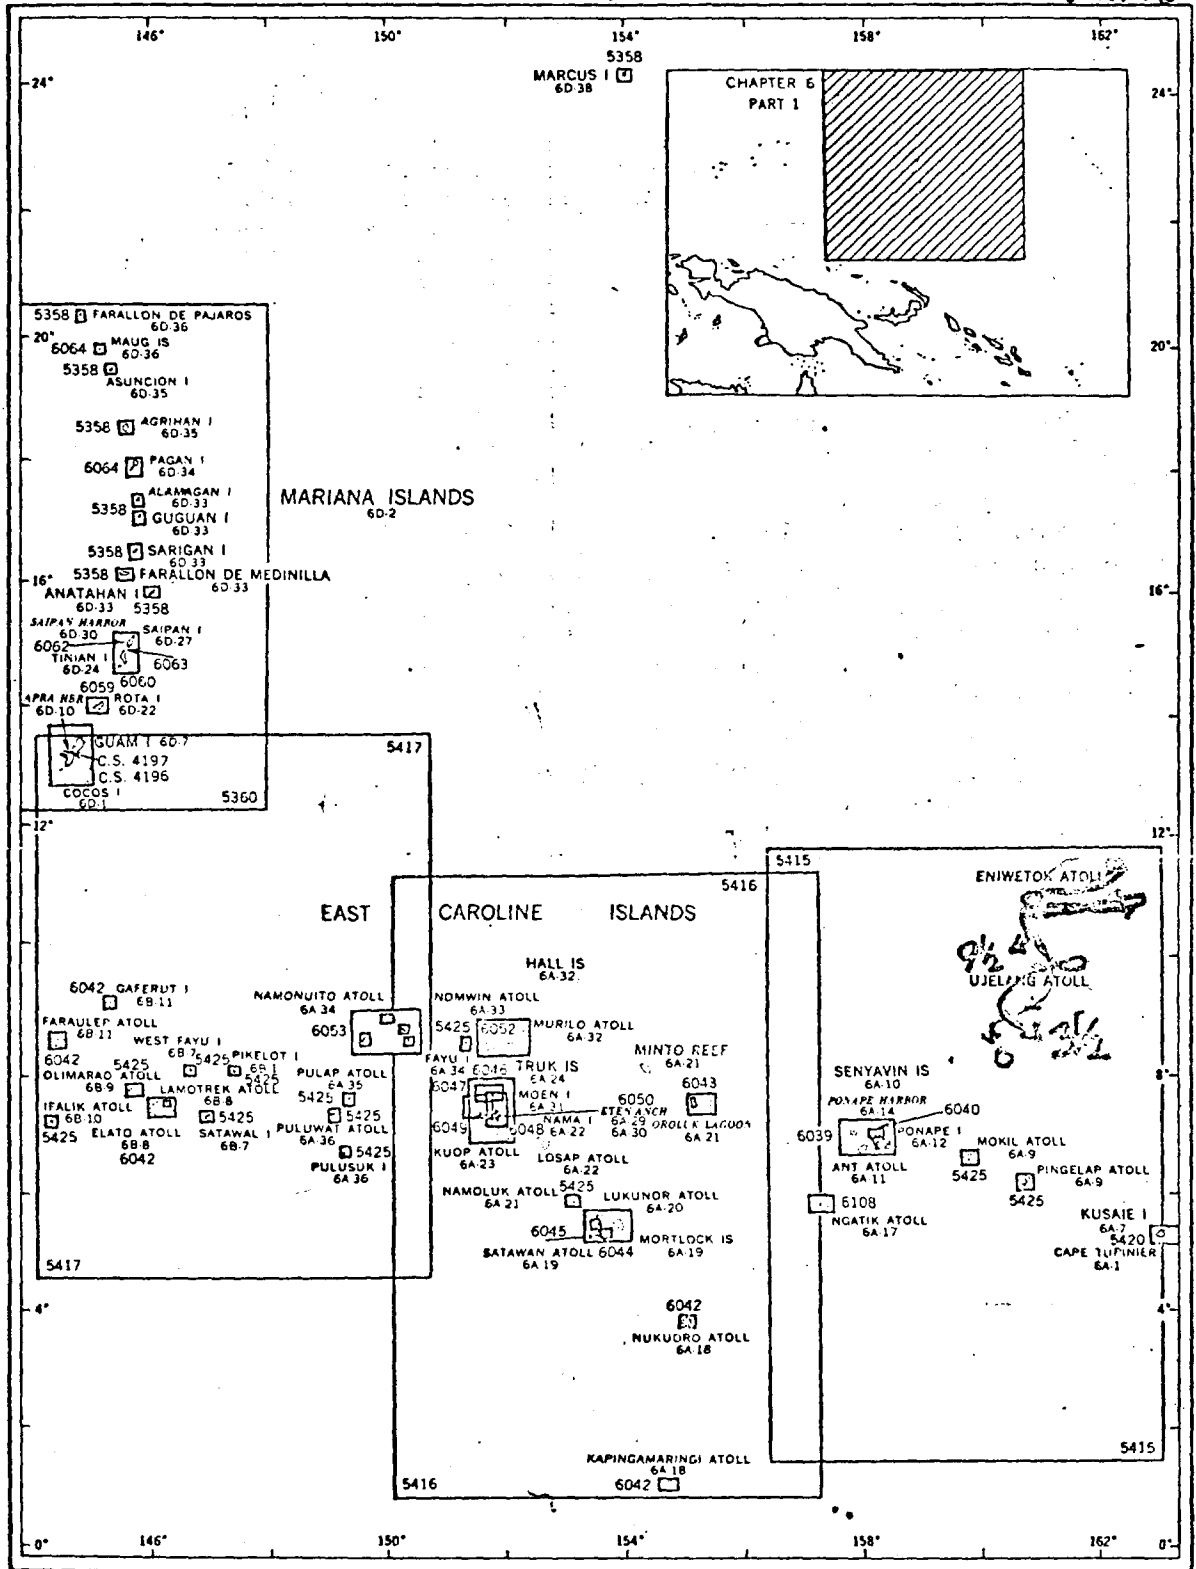 146° 150° 154° 158° 162°
5358
MARCUS I
6D-38
24° 24°
CHAPTER 6
PART 1
5358 FARALLON DE PAJAROS
6D-36
20° 20°
6064 MAUG IS
6D-36
5358
ASUNCION I
6D-35
5358 AGRIHAN I
6D-35
6064 PAGAN I
6D-34
ALAMAGAN I
6D-33
5358
GUGUAN I
6D-33
MARIANA ISLANDS
6D-2
5358 SARIGAN I
6D-33
5358 FARALLON DE MEDINILLA
6D-33
16° 16°
ANATAHAN I
6D-33 5358
SAIPAN HARBOR
6D-30
SAIPAN I
6D-27
6062
TINIAN I
6D-24
6063
6060
6059
APRA HBR
6D-10
ROTA I
6D-22
GUAM I 6D-7
C.S. 4197
C.S. 4196
COCOS I
6D-1
5360
5417
12° 12°
5415
5416
ENIWETOK ATOLL
EAST CAROLINE ISLANDS
9½
HALL IS
6A-32
UJELANG ATOLL
6042 GAFERUT I
6B-11
NAMONUITO ATOLL
6A-34
6053
NOMWIN ATOLL
6A-33
5425 6052 MURILO ATOLL
6A-32
FARAULEP ATOLL
6B-11
6042
WEST FAYU I
6B-7
5425
PIKELOT I
6B-1
5425
FAYU I
6A-34
MINTO REEF
6A-21
8° 8°
5425
OLIMARAO ATOLL
6B-9
LAMOTREK ATOLL
6B-8
PULAP ATOLL
6A-35
5425
6046 TRUK IS
6A-24
6047
MOEN I
6A-31
6050
6043
SENYAVIN IS
6A-10
PONAPE HARBOR
6A-14
6040
IFALIK ATOLL
6B-10
5425
ELATO ATOLL
6B-8
6042
5425
SATAWAL I
6B-7
5425
PULUWAT ATOLL
6A-36
6049
6048
NAMA I
6A-22
ETEN ANCH
6A-29
6A-30
OROLUK LAGOON
6A-21
6039
PONAPE I
6A-12
MOKIL ATOLL
6A-9
5425
5425
PULUSUK I
6A-36
KUOP ATOLL
6A-23
LOSAP ATOLL
6A-22
ANT ATOLL
6A-11
PINGELAP ATOLL
6A-9
5425
NAMOLUK ATOLL
6A-21
5425
LUKUNOR ATOLL
6A-20
6108
NGATIK ATOLL
6A-17
KUSAIE I
6A-7
5420
CAPE TUPINIER
6A-1
6045
SATAWAN ATOLL
6A-19
6044
MORTLOCK IS
6A-19
5417
4° 4°
6042
NUKUORO ATOLL
6A-18
5415
KAPINGAMARINGI ATOLL
6A-18
6042
5416
0° 0°
146° 150° 154° 158° 162°